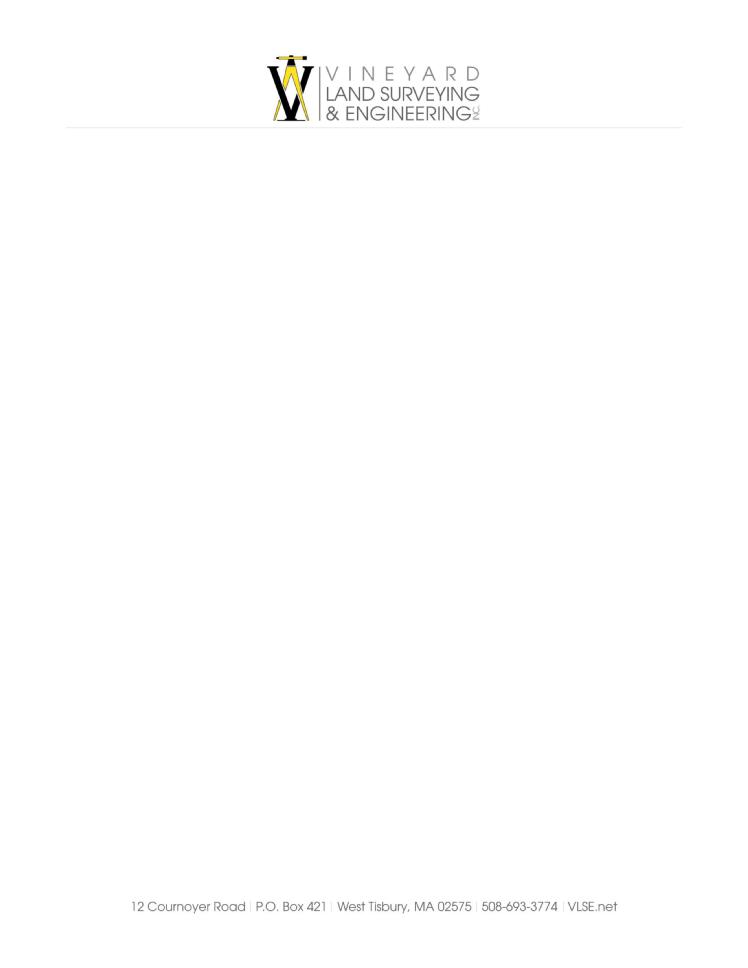 VINEYARD
LAND SURVEYING
& ENGINEERING INC.
12 Cournoyer Road | P.O. Box 421 | West Tisbury, MA 02575 | 508-693-3774 | VLSE.net